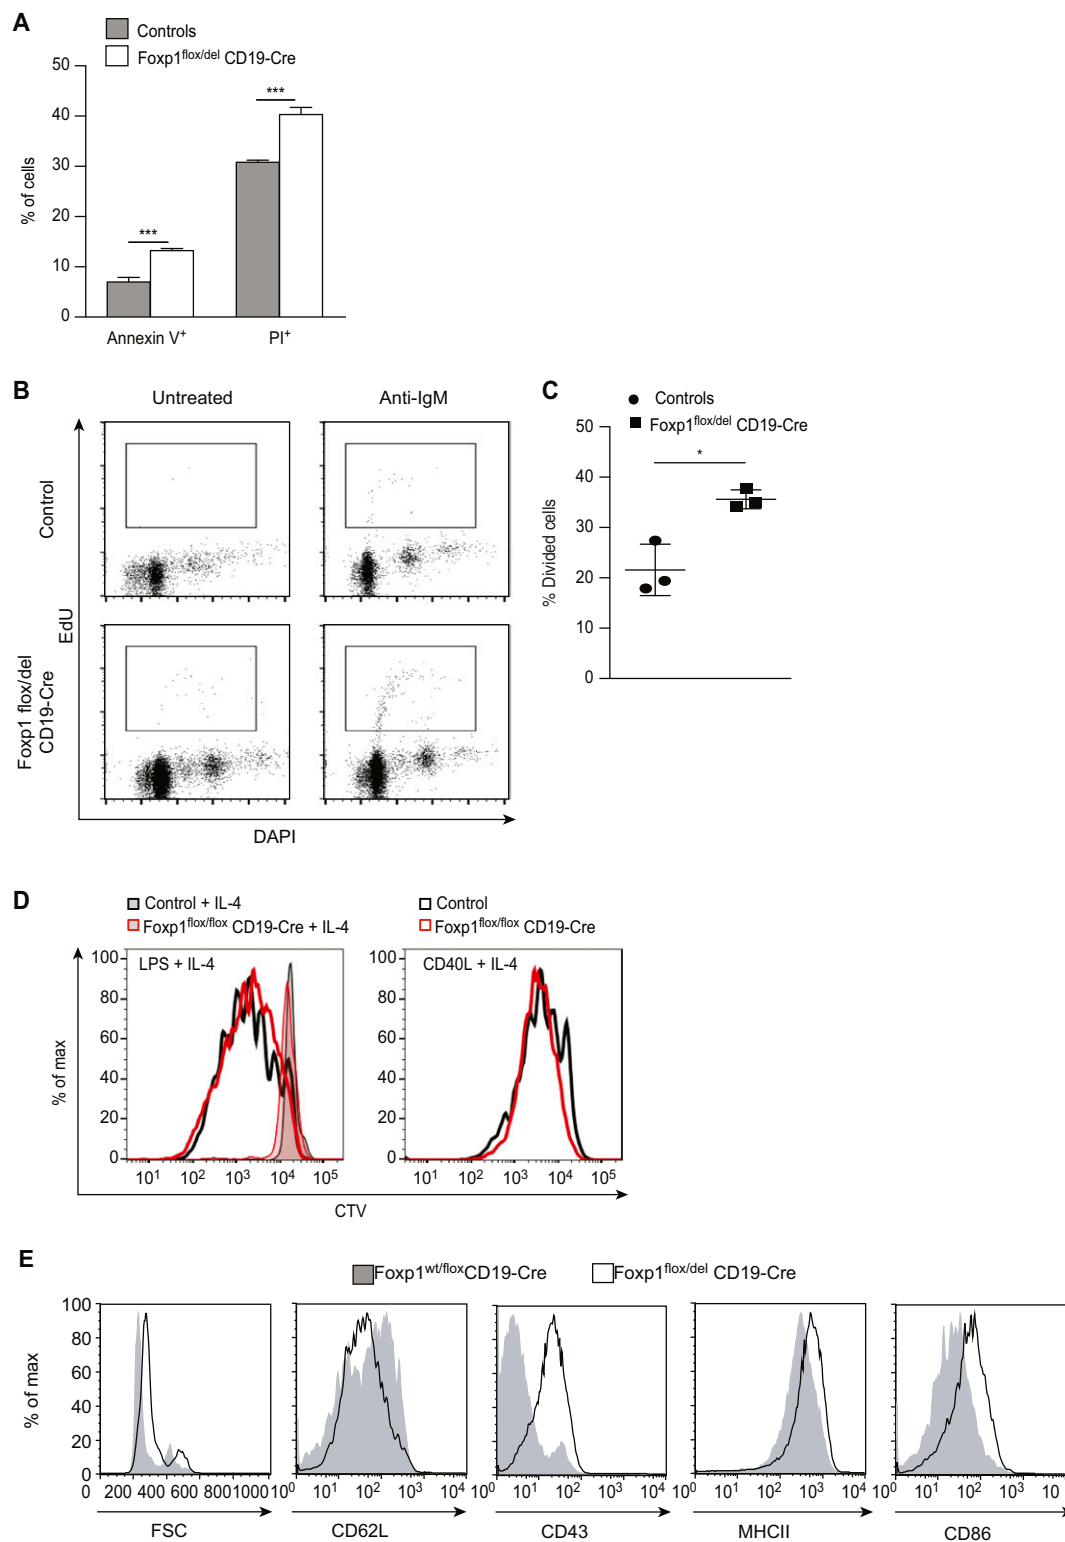 A
Controls
Foxp1flox/del CD19-Cre
50
40
30
20
10
0
% of cells
***
***
Annexin V+
PI+
B
Untreated
Anti-IgM
Control
Foxp1 flox/del
CD19-Cre
EdU
DAPI
C
Controls
Foxp1flox/del CD19-Cre
50
40
30
20
10
0
% Divided cells
*
D
Control + IL-4
Foxp1flox/flox CD19-Cre + IL-4
Control
Foxp1flox/flox CD19-Cre
LPS + IL-4
CD40L + IL-4
100
80
60
40
20
0
100
80
60
40
20
0
% of max
101 102 103 104 105
101 102 103 104 105
CTV
E
Foxp1wt/floxCD19-Cre
Foxp1flox/del CD19-Cre
100
80
60
40
20
0
% of max
0 200 400 600 8001000
100 101 102 103 104
100 101 102 103 104
100 101 102 103 104
100 101 102 103 10
FSC
CD62L
CD43
MHCII
CD86